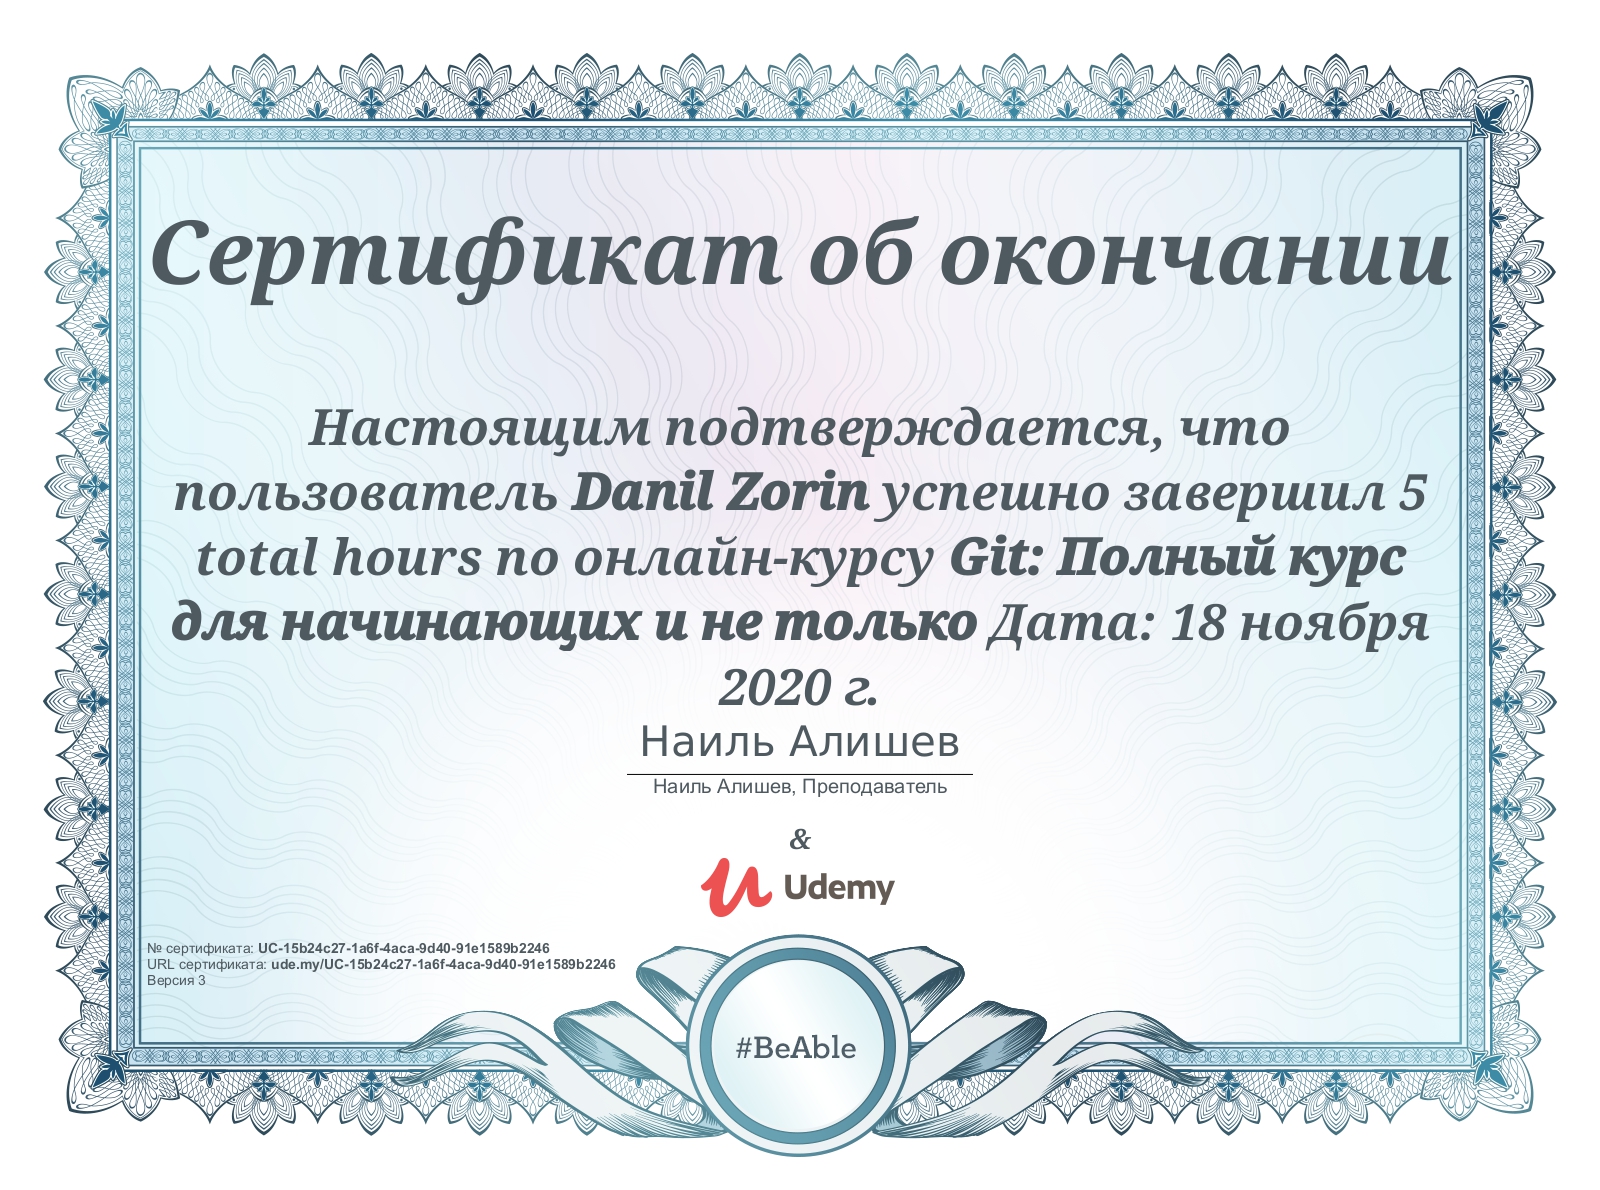 Сертификат об окончании
Настоящим подтверждается, что
пользователь Danil Zorin успешно завершил 5
total hours по онлайн-курсу Git: Полный курс
для начинающих и не только Дата: 18 ноября
2020 г.
Наиль Алишев
Наиль Алишев, Преподаватель
&
Udemy
№ сертификата: UC-15b24c27-1a6f-4aca-9d40-91e1589b2246
URL сертификата: ude.my/UC-15b24c27-1a6f-4aca-9d40-91e1589b2246
Версия 3
#BeAble